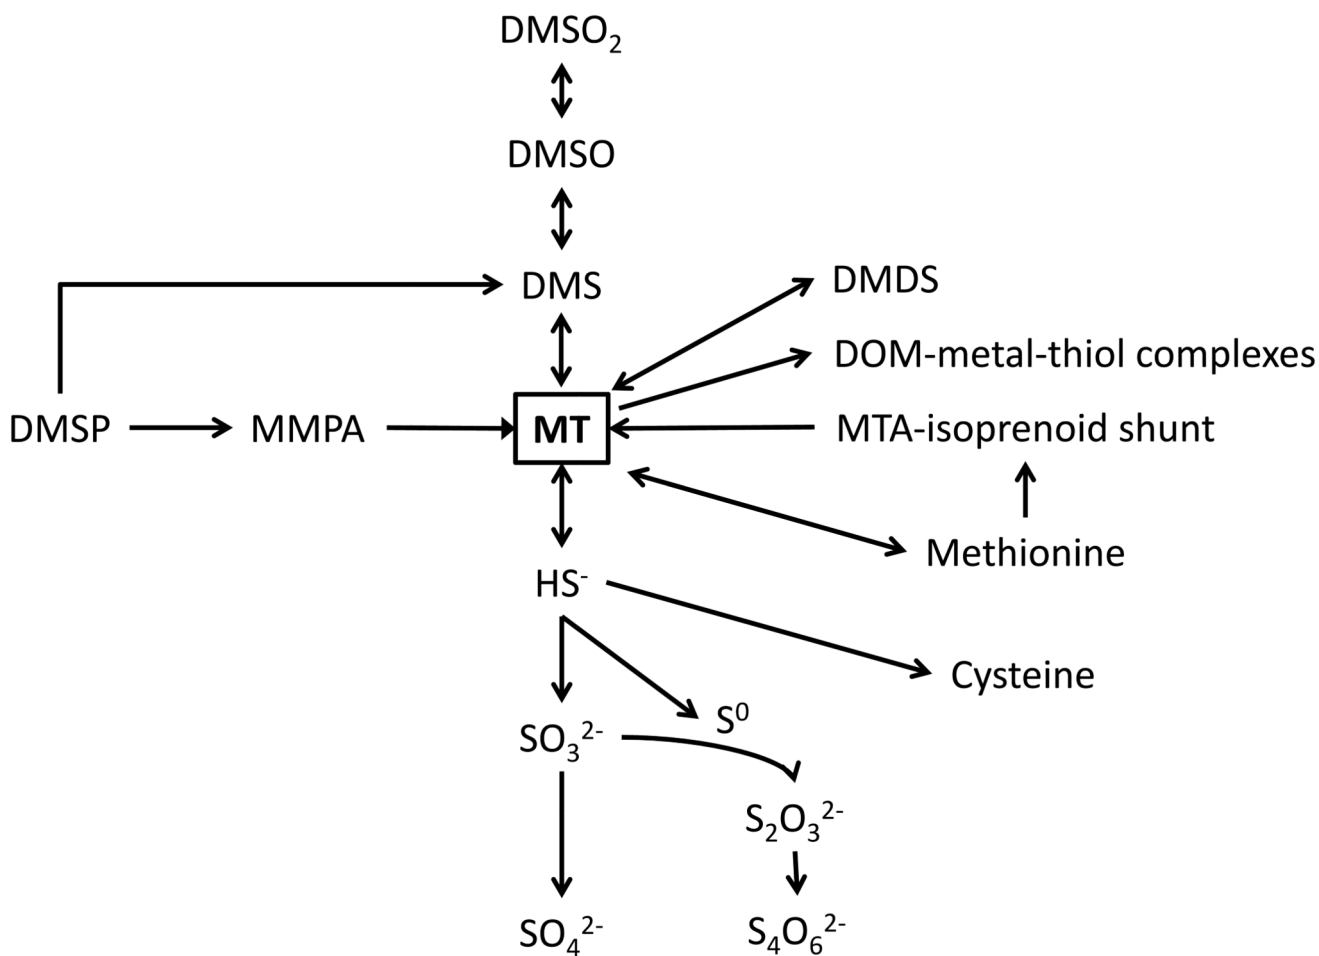 DMSO₂
DMSO
DMS
DMDS
DOM-metal-thiol complexes
DMSP
MMPA
MT
MTA-isoprenoid shunt
Methionine
HS⁻
Cysteine
S⁰
SO₃²⁻
S₂O₃²⁻
SO₄²⁻
S₄O₆²⁻